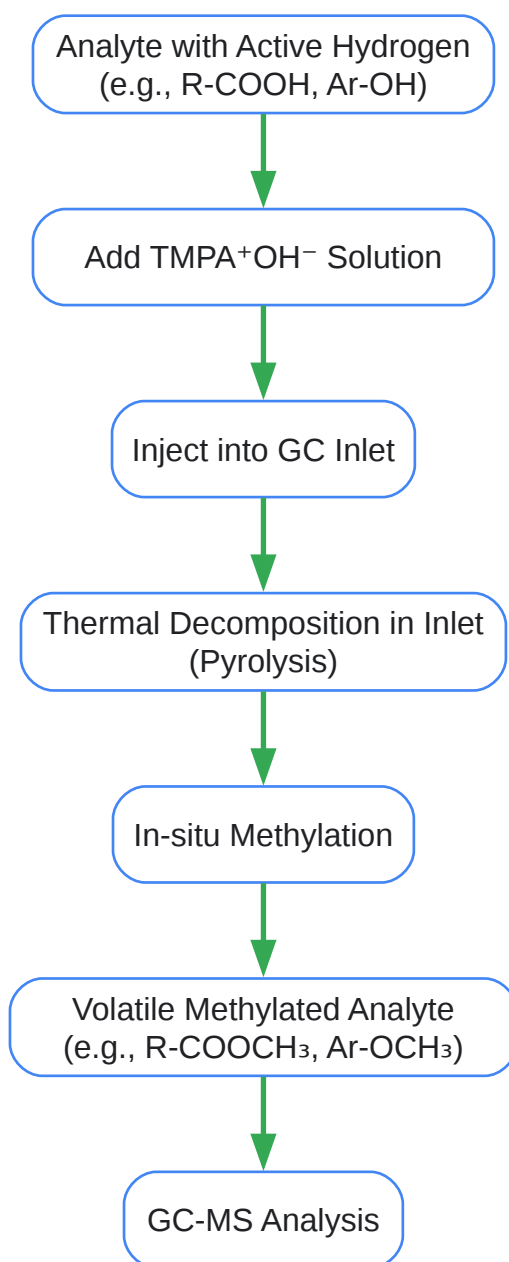 Analyte with Active Hydrogen
(e.g., R-COOH, Ar-OH)
Add TMPA⁺OH⁻ Solution
Inject into GC Inlet
Thermal Decomposition in Inlet
(Pyrolysis)
In-situ Methylation
Volatile Methylated Analyte
(e.g., R-COOCH₃, Ar-OCH₃)
GC-MS Analysis